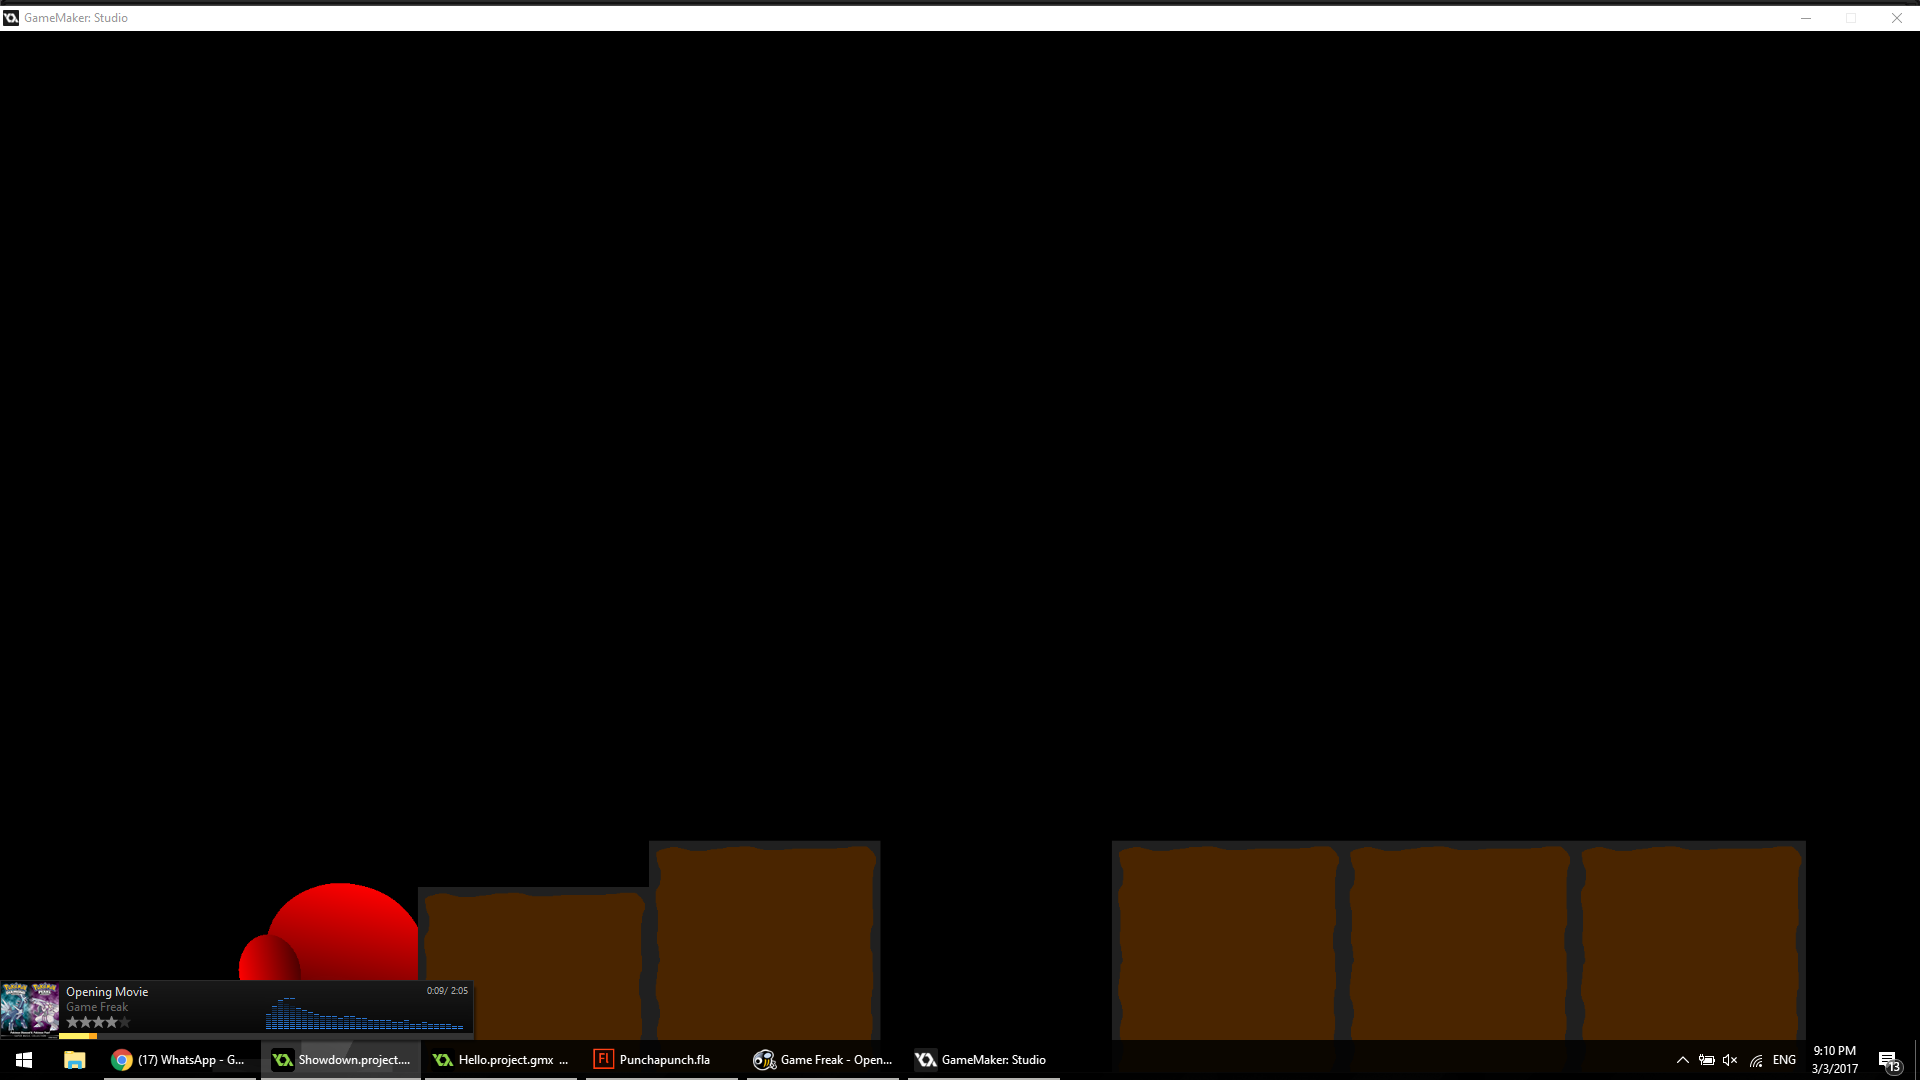 GameMaker: Studio
Opening Movie
0:09/ 2:05
Game Freak
(17) WhatsApp - G...
Showdown.project....
Hello.project.gmx ...
Fl
Punchapunch.fla
Game Freak - Open...
GameMaker: Studio
ENG
9:10 PM
3/3/2017
13